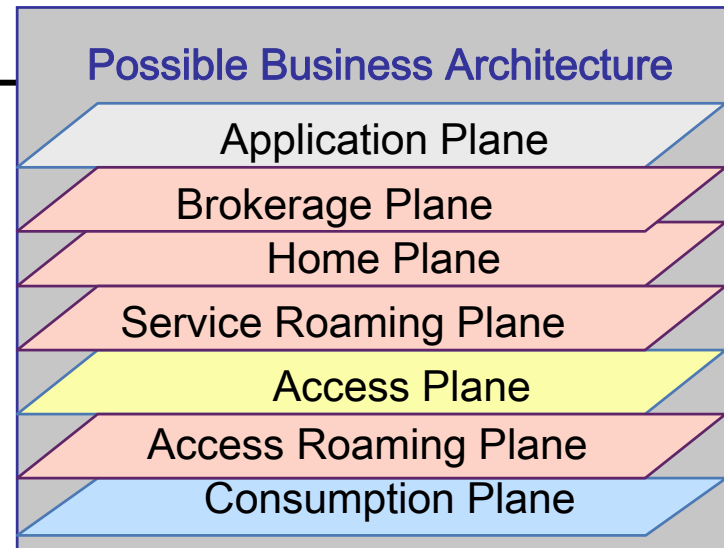 Possible Business Architecture
Application Plane
Brokerage Plane
Home Plane
Service Roaming Plane
Access Plane
Access Roaming Plane
Consumption Plane